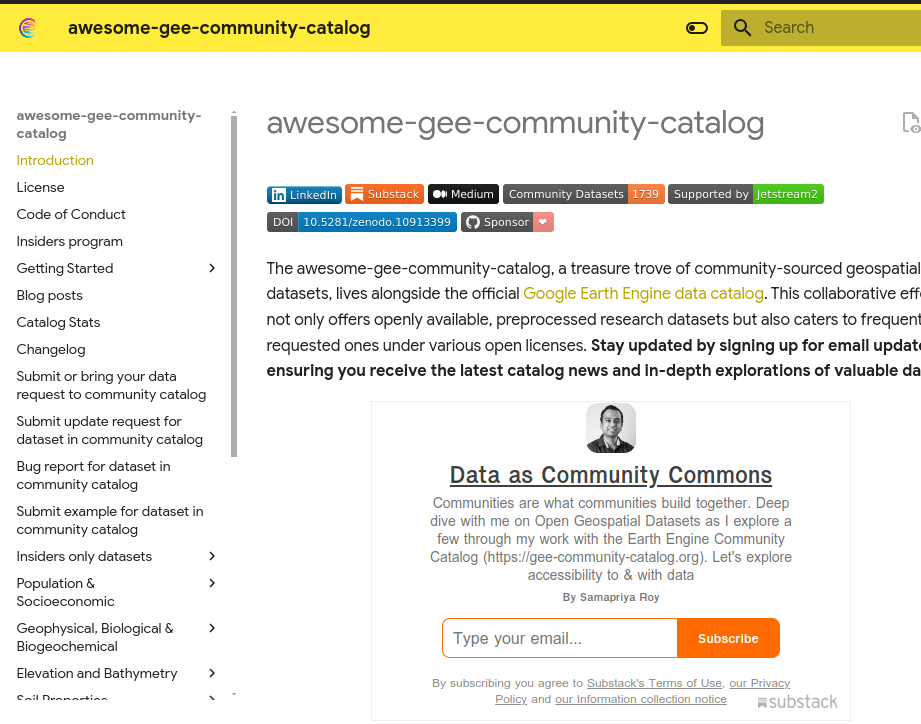 awesome-gee-community-catalog
Search
awesome-gee-community-
catalog
Introduction
License
Code of Conduct
Insiders program
Getting Started
Blog posts
Catalog Stats
Changelog
Submit or bring your data
request to community catalog
Submit update request for
dataset in community catalog
Bug report for dataset in
community catalog
Submit example for dataset in
community catalog
Insiders only datasets
Population &
Socioeconomic
Geophysical, Biological &
Biogeochemical
Elevation and Bathymetry
Soil Properties
awesome-gee-community-catalog
LinkedIn Substack Medium Community Datasets 1739 Supported by Jetstream2
DOI 10.5281/zenodo.10913399 Sponsor
The awesome-gee-community-catalog, a treasure trove of community-sourced geospatial
datasets, lives alongside the official Google Earth Engine data catalog. This collaborative eff
not only offers openly available, preprocessed research datasets but also caters to frequent
requested ones under various open licenses. Stay updated by signing up for email update
ensuring you receive the latest catalog news and in-depth explorations of valuable da
Data as Community Commons
Communities are what communities build together. Deep
dive with me on Open Geospatial Datasets as I explore a
few through my work with the Earth Engine Community
Catalog (https://gee-community-catalog.org). Let's explore
accessibility to & with data
By Samapriya Roy
Type your email...
Subscribe
By subscribing you agree to Substack's Terms of Use, our Privacy
Policy and our Information collection notice
substack